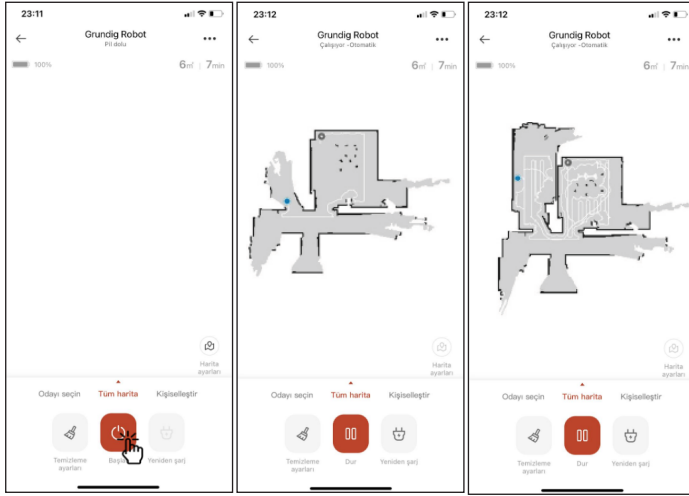 23:11
Grundig Robot
Pil dolu
100%
6㎡ | 7min
Harita
ayarları
Odayı seçin Tüm harita Kişiselleştir
Temizleme
ayarları
Başlat
Yeniden şarj
23:12
Grundig Robot
Çalışıyor -Otomatik
100%
6㎡ | 7min
Harita
ayarları
Odayı seçin Tüm harita Kişiselleştir
Temizleme
ayarları
Dur
Yeniden şarj
23:12
Grundig Robot
Çalışıyor -Otomatik
100%
6㎡ | 7min
Harita
ayarları
Odayı seçin Tüm harita Kişiselleştir
Temizleme
ayarları
Dur
Yeniden şarj